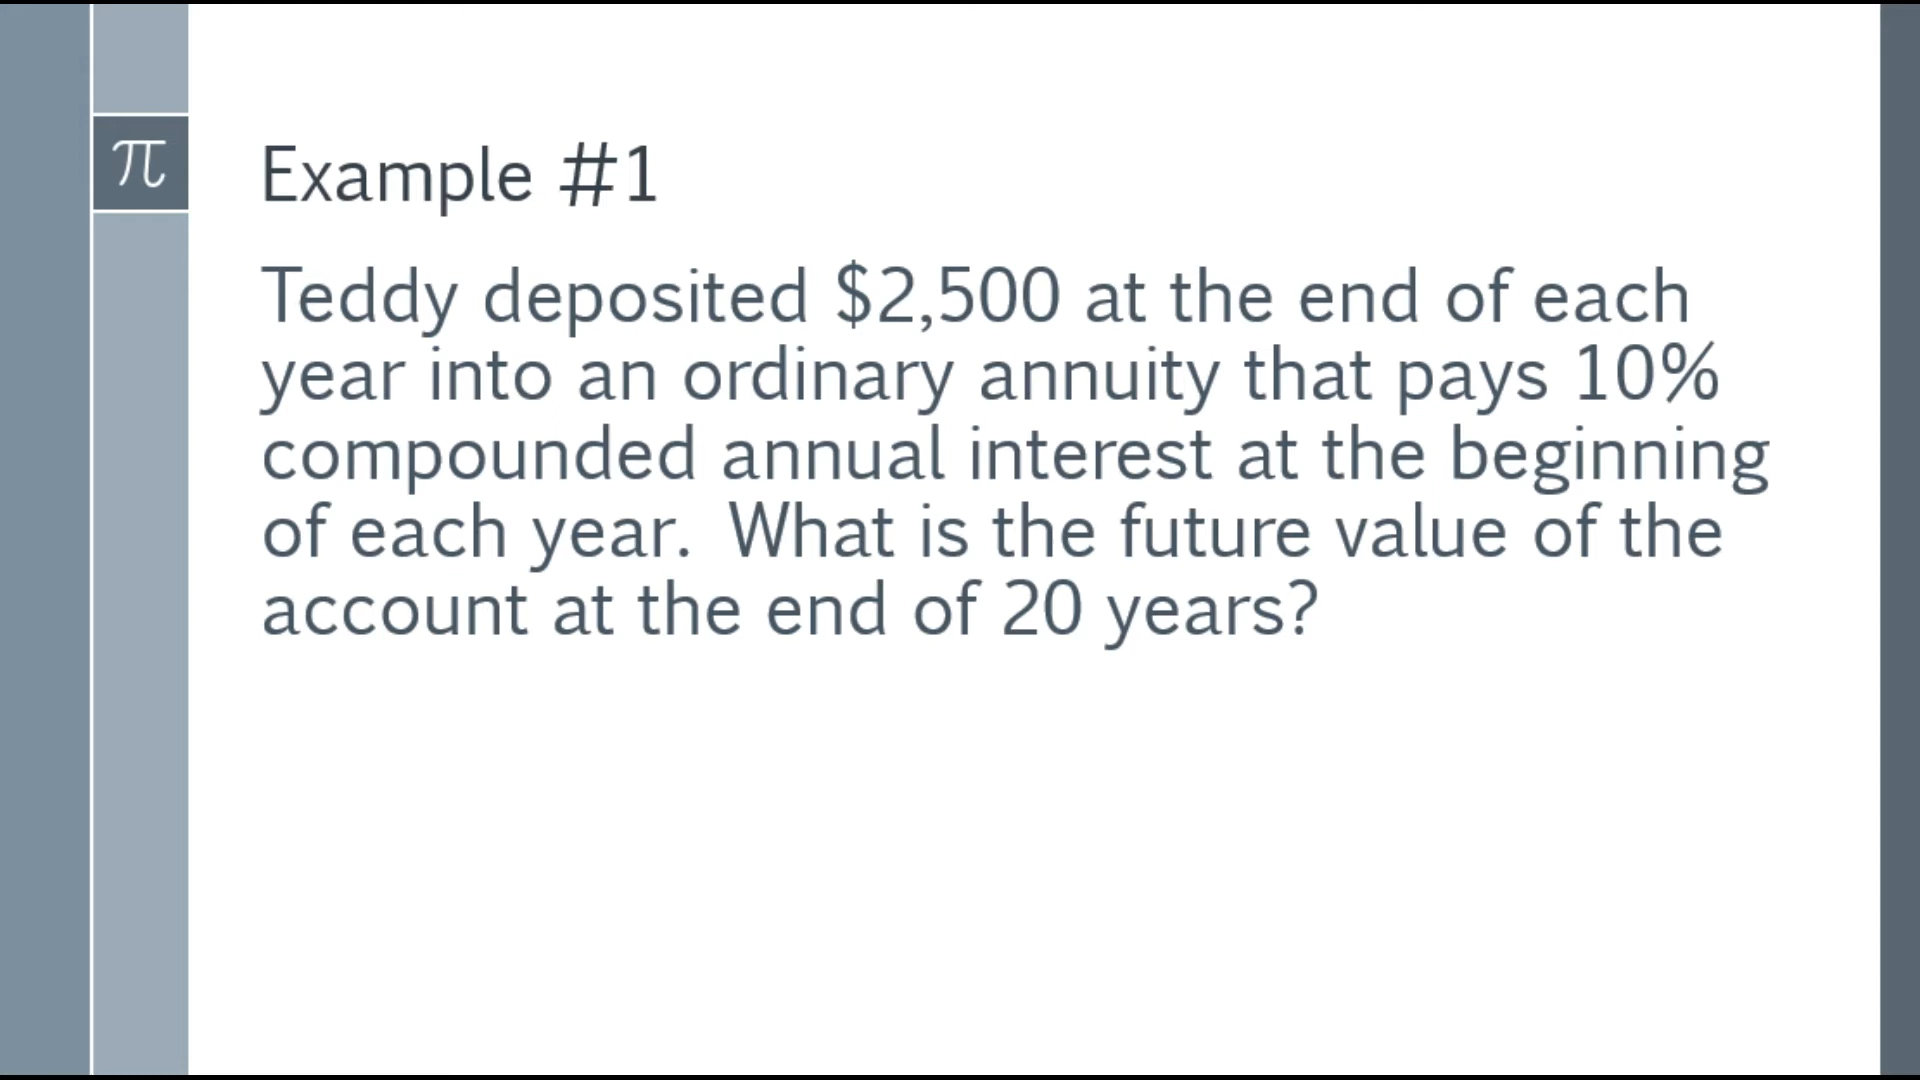 π
Example #1
Teddy deposited $2,500 at the end of each
year into an ordinary annuity that pays 10%
compounded annual interest at the beginning
of each year. What is the future value of the
account at the end of 20 years?